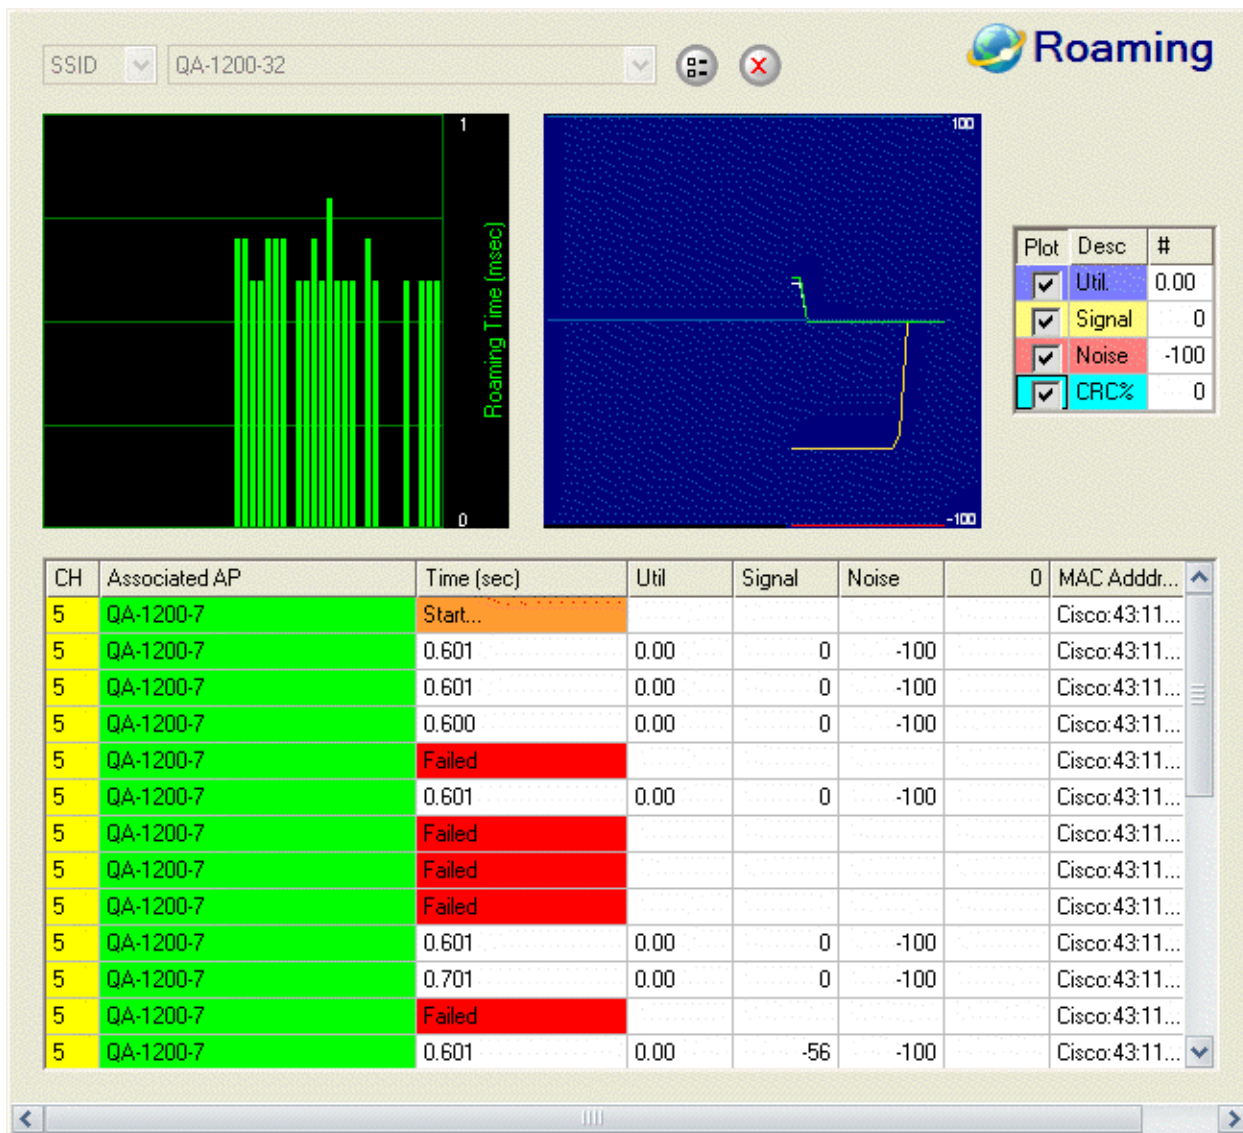 SSID QA-1200-32 Roaming
1
Roaming Time (msec)
0
100
-100
Plot Desc #
Util. 0.00
Signal 0
Noise -100
CRC% 0
CH Associated AP Time (sec) Util Signal Noise 0 MAC Adddr...
5 QA-1200-7 Start... Cisco:43:11...
5 QA-1200-7 0.601 0.00 0 -100 Cisco:43:11...
5 QA-1200-7 0.601 0.00 0 -100 Cisco:43:11...
5 QA-1200-7 0.600 0.00 0 -100 Cisco:43:11...
5 QA-1200-7 Failed Cisco:43:11...
5 QA-1200-7 0.601 0.00 0 -100 Cisco:43:11...
5 QA-1200-7 Failed Cisco:43:11...
5 QA-1200-7 Failed Cisco:43:11...
5 QA-1200-7 Failed Cisco:43:11...
5 QA-1200-7 0.601 0.00 0 -100 Cisco:43:11...
5 QA-1200-7 0.701 0.00 0 -100 Cisco:43:11...
5 QA-1200-7 Failed Cisco:43:11...
5 QA-1200-7 0.601 0.00 -56 -100 Cisco:43:11...